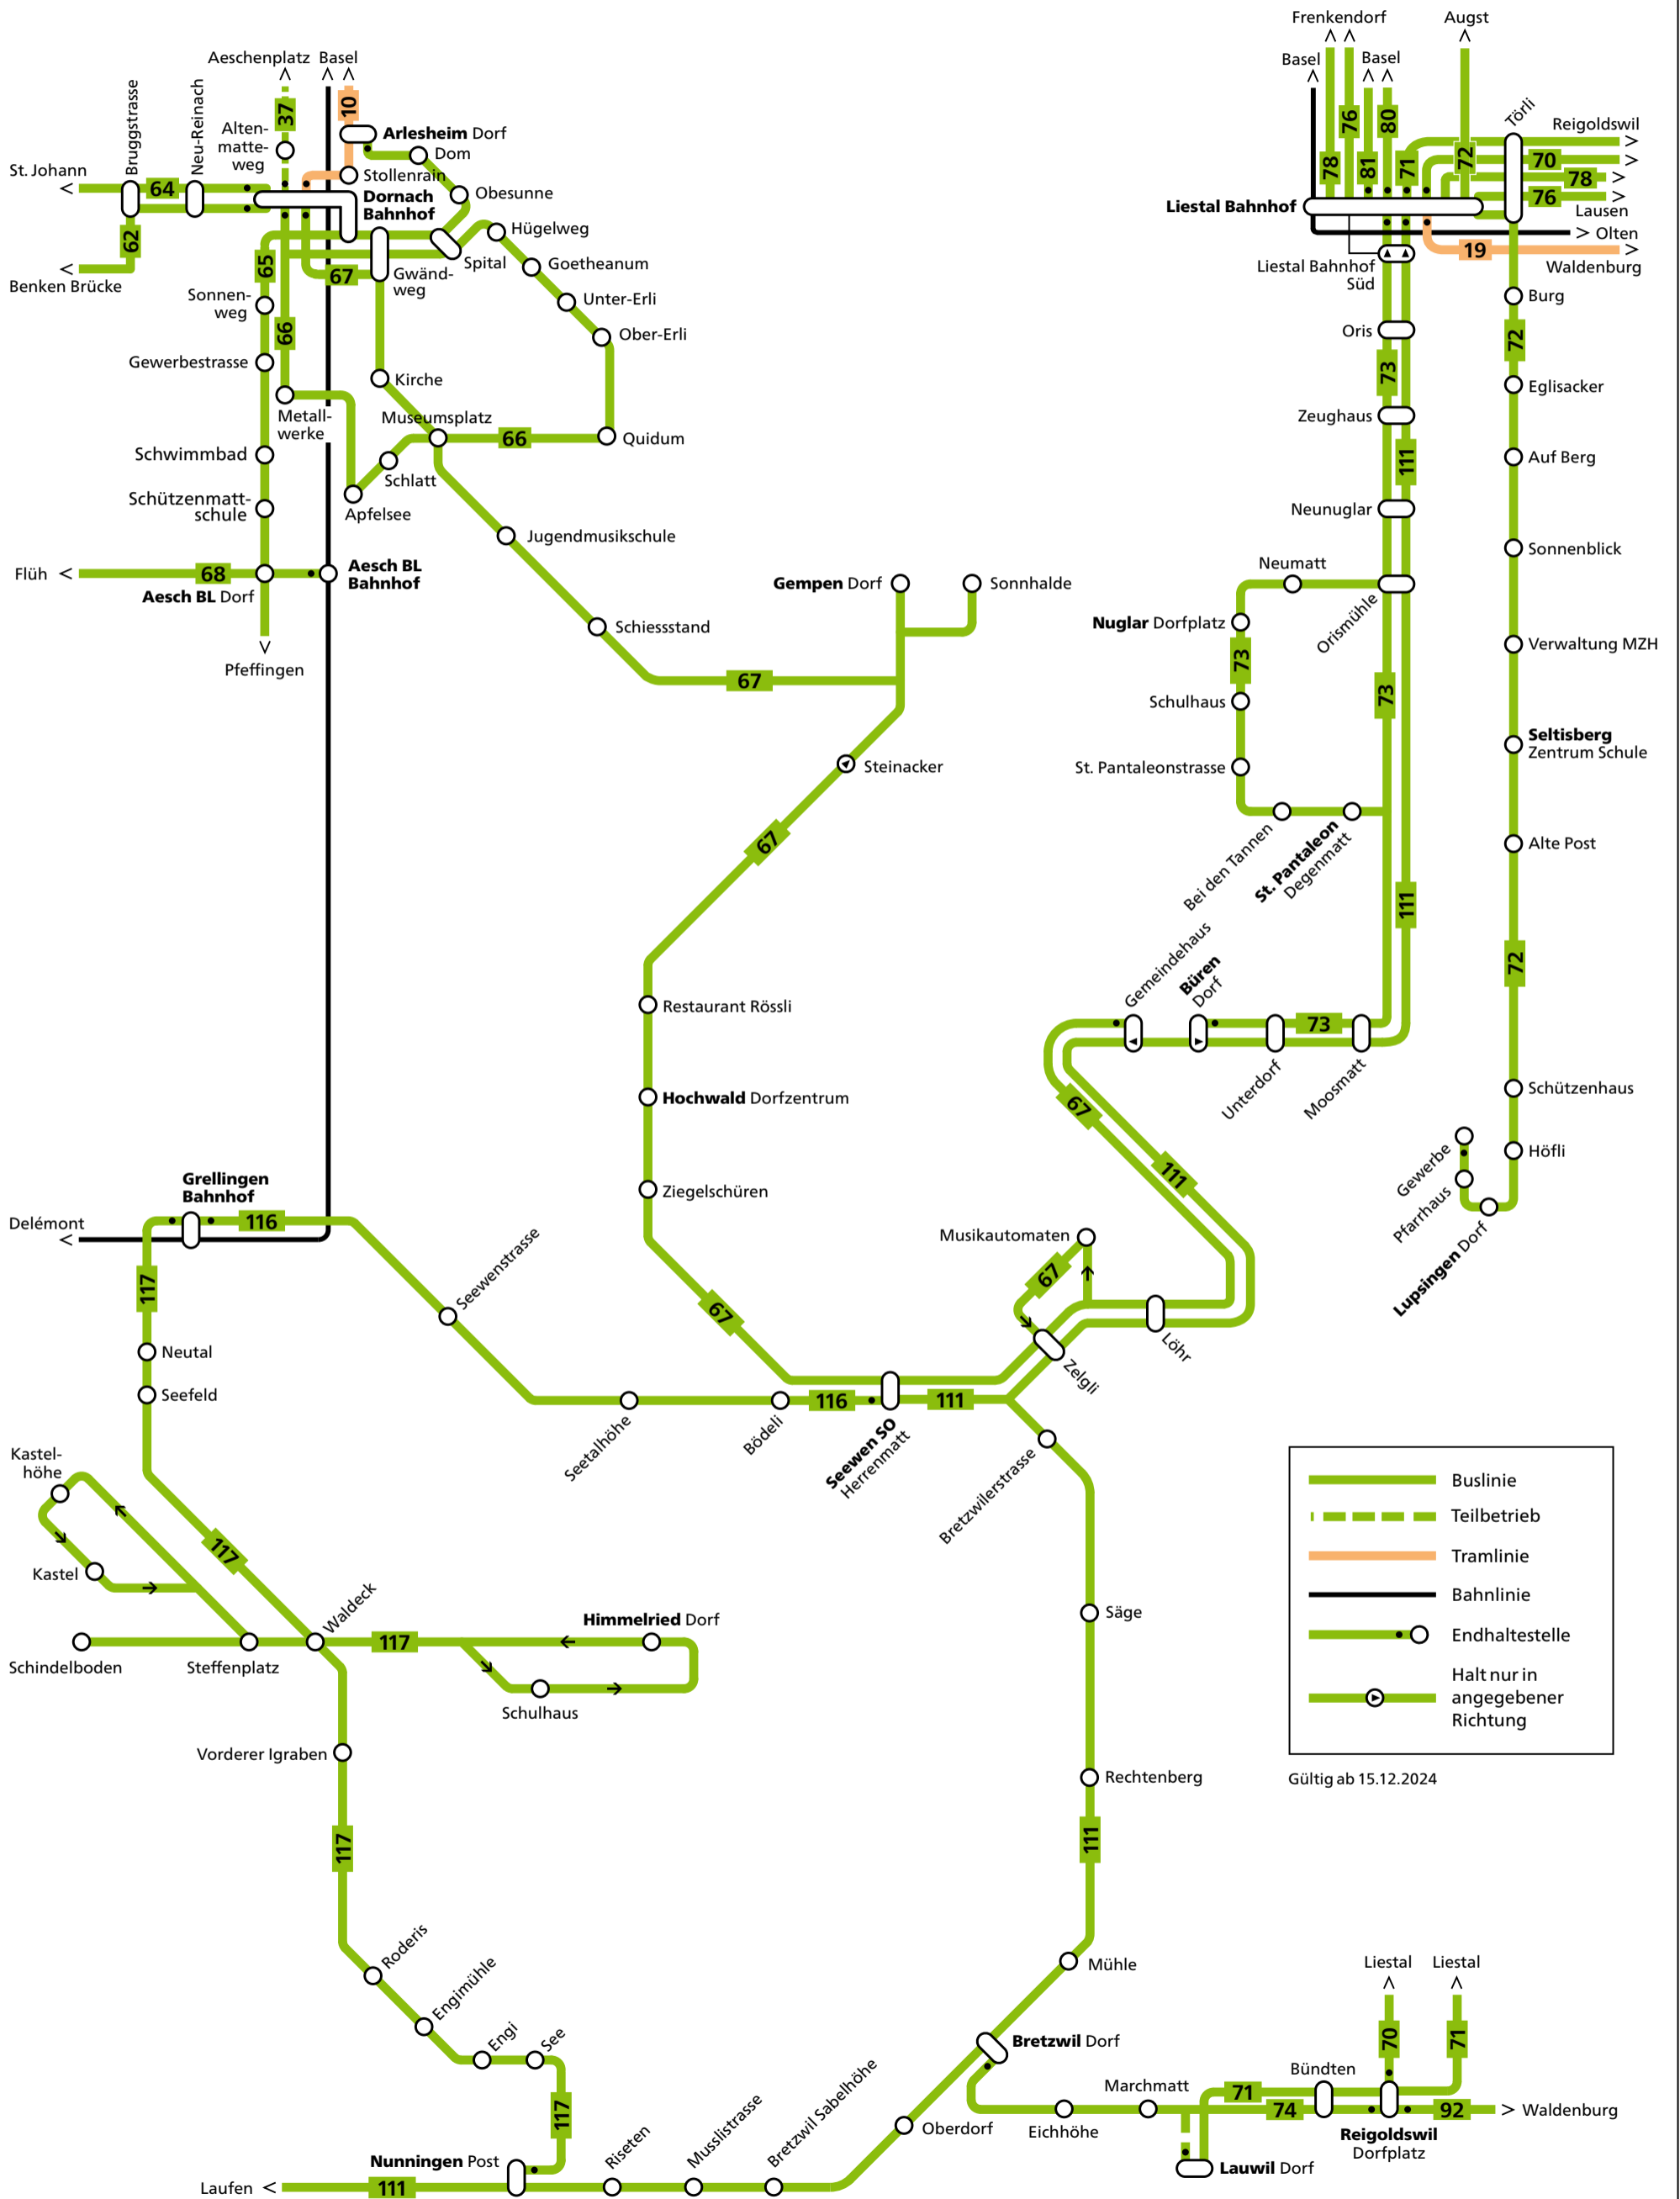 Frenkendorf
Augst
Aeschenplatz
Basel
Basel
Basel
Bruggstrasse
Neu-Reinach
37
10
Alten-
matte-
weg
Arlesheim Dorf
Dom
Stollenrain
Obesunne
St. Johann
64
Dornach
Bahnhof
62
Benken Brücke
65
67
Gwänd-
weg
Spital
Hügelweg
Goetheanum
Unter-Erli
Ober-Erli
Sonnen-
weg
66
Gewerbestrasse
Kirche
Metall-
werke
Museumsplatz
66
Quidum
Schwimmbad
Schlatt
Schützenmatt-
schule
Apfelsee
Jugendmusikschule
Flüh
68
Aesch BL
Bahnhof
Aesch BL Dorf
Schiessstand
Pfeffingen
67
Gempen Dorf
Sonnhalde
Steinacker
67
Restaurant Rössli
Hochwald Dorfzentrum
Ziegelschüren
67
78
76
81
80
71
72
Törli
Reigoldswil
70
78
76
Lausen
Liestal Bahnhof
Olten
19
Waldenburg
Liestal Bahnhof
Süd
Burg
Oris
72
73
Eglisacker
Zeughaus
111
Auf Berg
Neunuglar
Sonnenblick
Neumatt
Orismühle
Nuglar Dorfplatz
Verwaltung MZH
73
73
Schulhaus
Seltisberg
Zentrum Schule
St. Pantaleonstrasse
Bei den Tannen
St. Pantaleon
Degenmatt
Alte Post
111
72
Gemeindehaus
Büren
Dorf
73
Unterdorf
Moosmatt
67
111
Schützenhaus
Gewerbe
Höfli
Pfarrhaus
Lupsingen Dorf
Musikautomaten
67
Löhr
Zelgli
Grellingen
Bahnhof
Delémont
116
117
Seewenstrasse
Neutal
Seefeld
Seetalhöhe
Bödeli
116
111
Seewen SO
Herrenmatt
Bretzwilerstrasse
Kastel-
höhe
117
Kastel
Waldeck
Himmelried Dorf
117
Schindelboden
Steffenplatz
Schulhaus
Säge
Vorderer Igraben
Rechtenberg
117
111
Roderis
Engimühle
Engi
See
Mühle
117
Bretzwil Dorf
Oberdorf
Nunningen Post
Riseten
Musslistrasse
Bretzwil Sabelhöhe
Laufen
111
Eichhöhe
Marchmatt
71
74
Bündten
Liestal
Liestal
70
71
92
Waldenburg
Reigoldswil
Dorfplatz
Lauwil Dorf
Buslinie
Teilbetrieb
Tramlinie
Bahnlinie
Endhaltestelle
Halt nur in
angegebener
Richtung
Gültig ab 15.12.2024